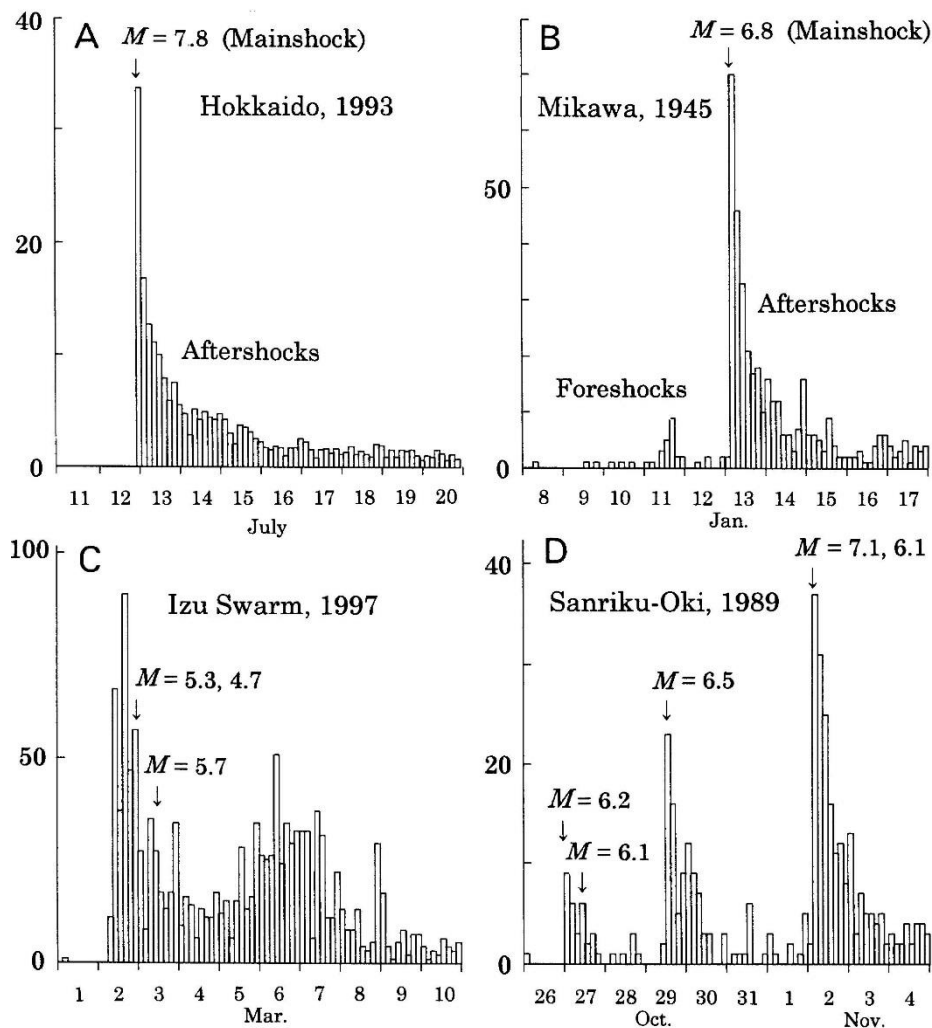 40
A
M = 7.8 (Mainshock)
Hokkaido, 1993
20
Aftershocks
0
11 12 13 14 15 16 17 18 19 20
July
B
M = 6.8 (Mainshock)
Mikawa, 1945
50
Aftershocks
Foreshocks
0
8 9 10 11 12 13 14 15 16 17
Jan.
100
C
Izu Swarm, 1997
M = 5.3, 4.7
50
M = 5.7
0
1 2 3 4 5 6 7 8 9 10
Mar.
D
M = 7.1, 6.1
40
Sanriku-Oki, 1989
M = 6.5
20
M = 6.2
M = 6.1
0
26 27 28 29 30 31 1 2 3 4
Oct. Nov.